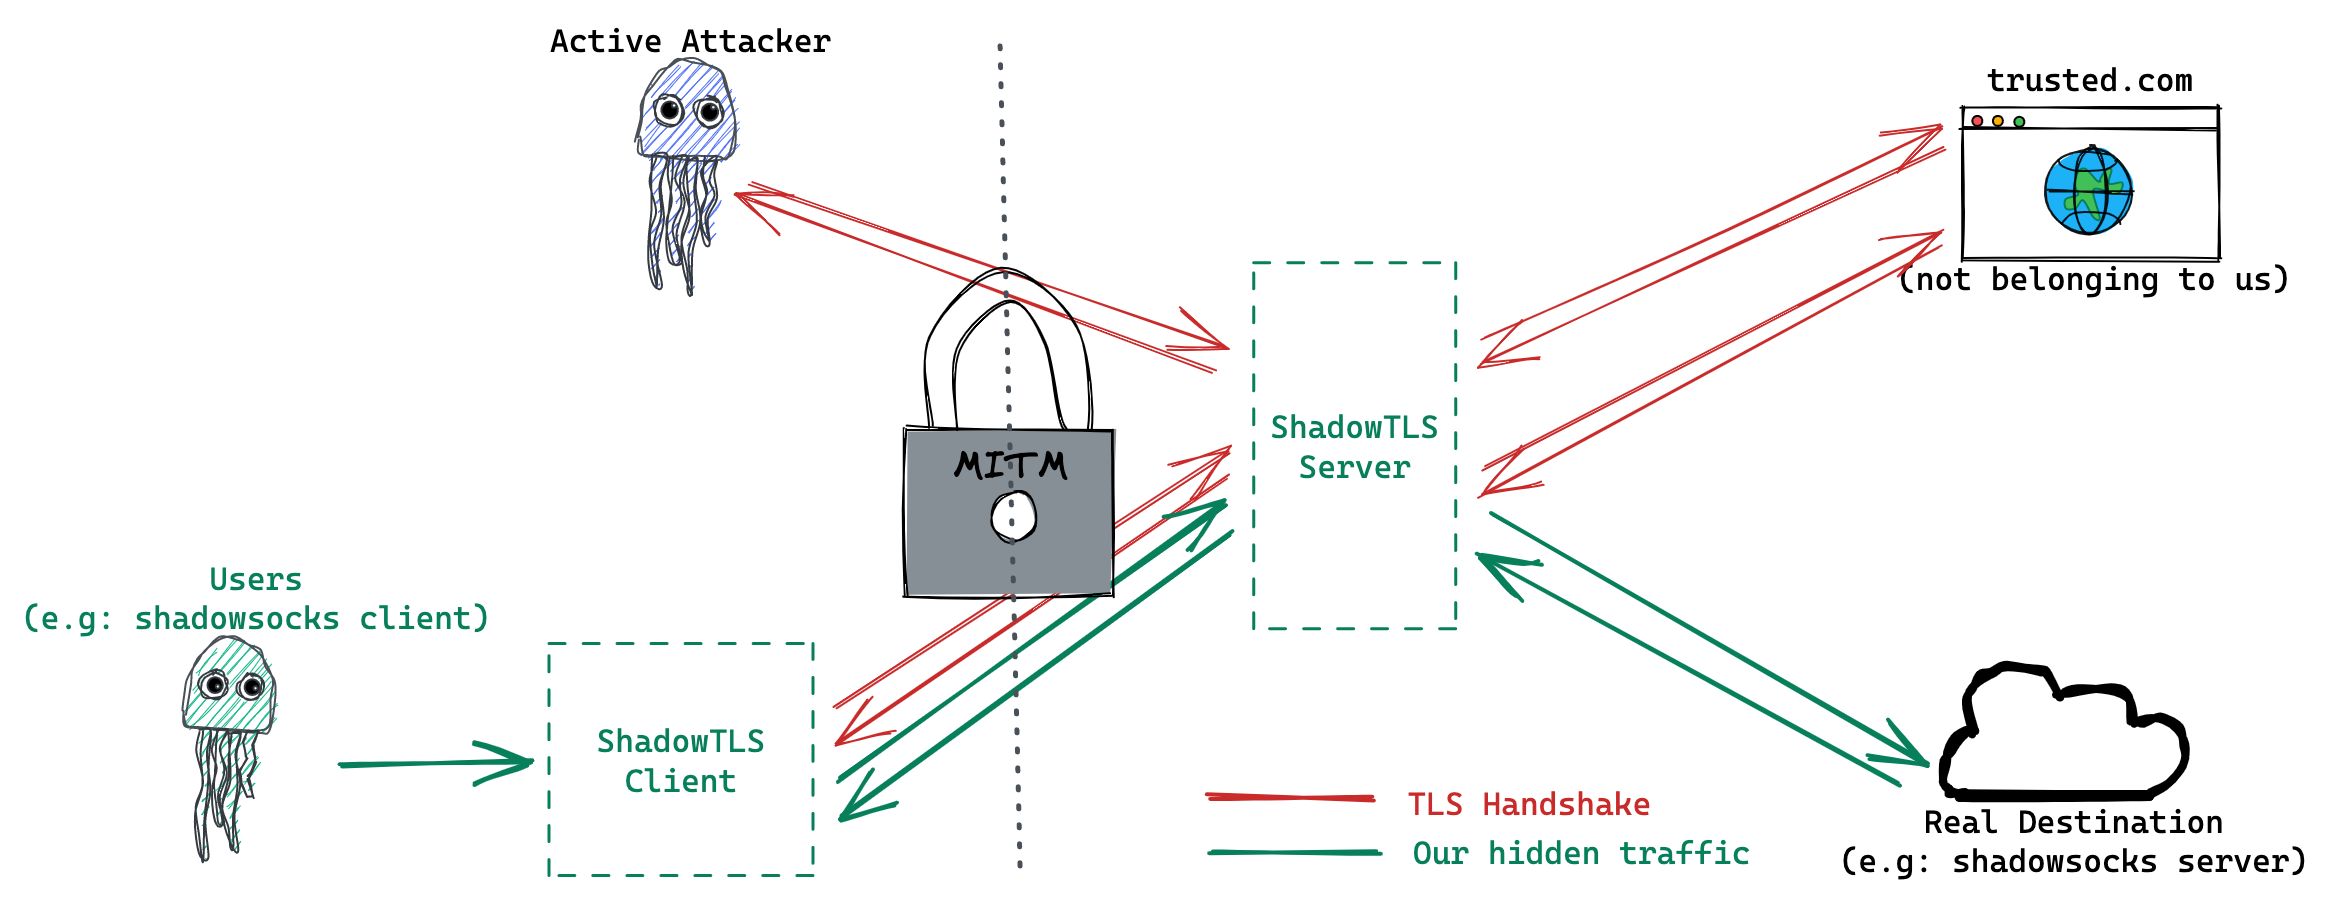 Active Attacker
trusted.com
(not belonging to us)
MITM
ShadowTLS
Server
Users
(e.g: shadowsocks client)
ShadowTLS
Client
TLS Handshake
Our hidden traffic
Real Destination
(e.g: shadowsocks server)